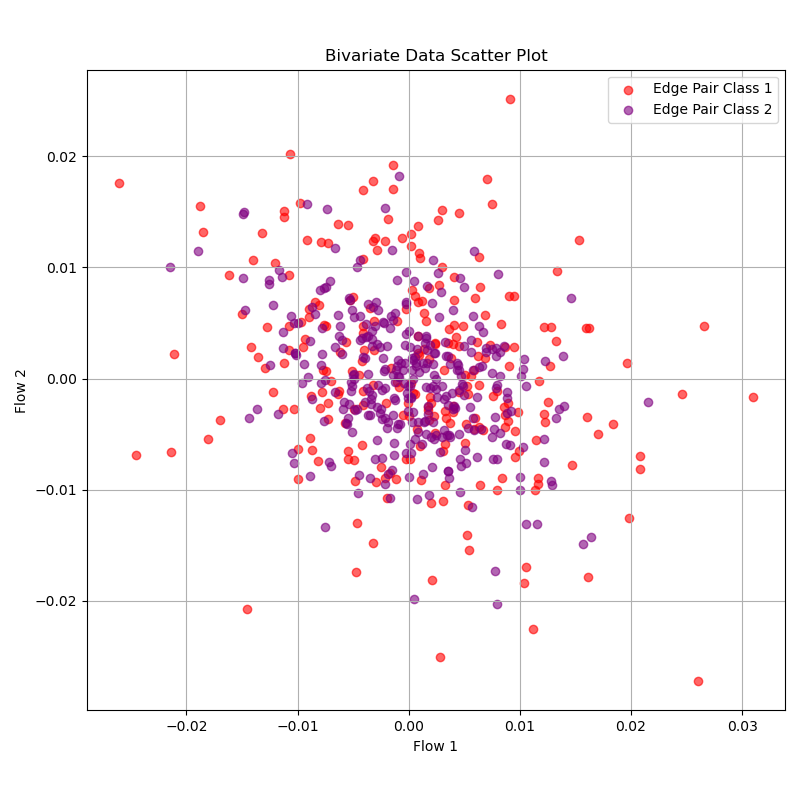 Bivariate Data Scatter Plot
Edge Pair Class 1
Edge Pair Class 2
0.02
0.01
0.00
−0.01
−0.02
Flow 2
−0.02
−0.01
0.00
0.01
0.02
0.03
Flow 1